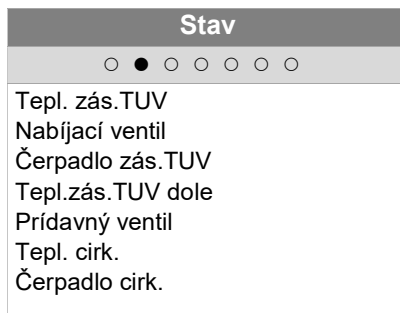 Stav
Tepl. zás.TUV
Nabíjací ventil
Čerpadlo zás.TUV
Tepl.zás.TUV dole
Prídavný ventil
Tepl. cirk.
Čerpadlo cirk.